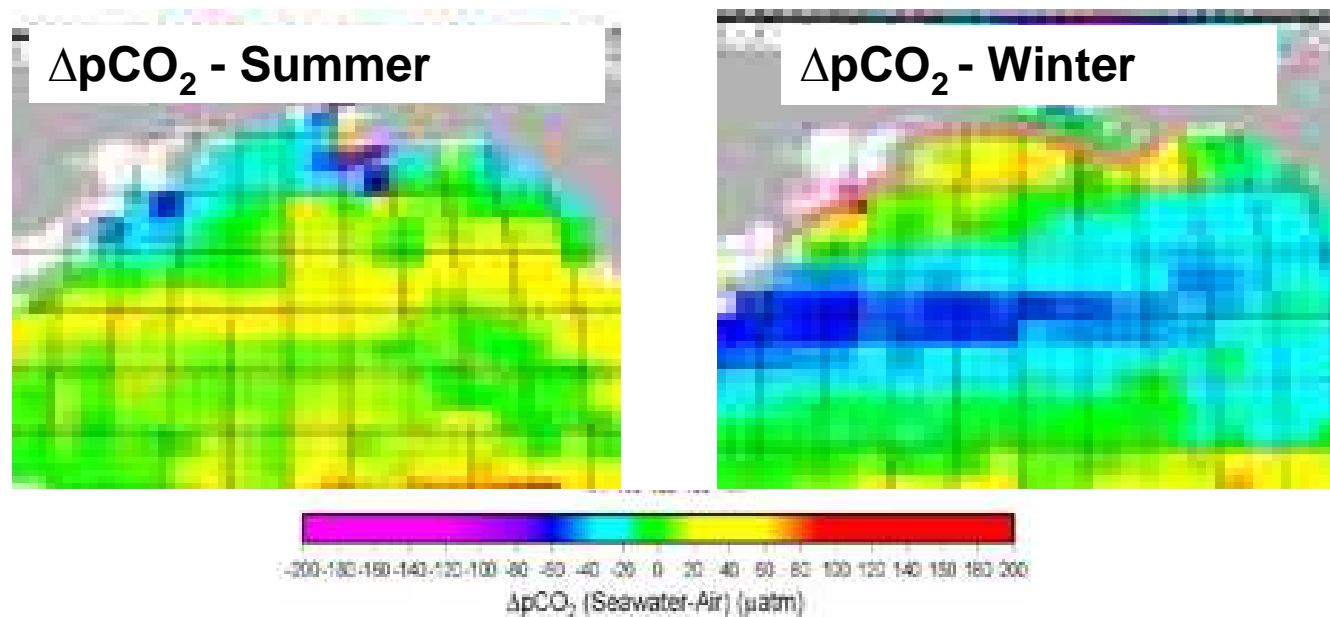 ΔpCO₂ - Summer
ΔpCO₂ - Winter
-200 -180 -160 -140 -120 -100 -80 -60 -40 -20 0 20 40 60 80 100 120 140 160 180 200
ΔpCO₂ (Seawater-Air) (μatm)